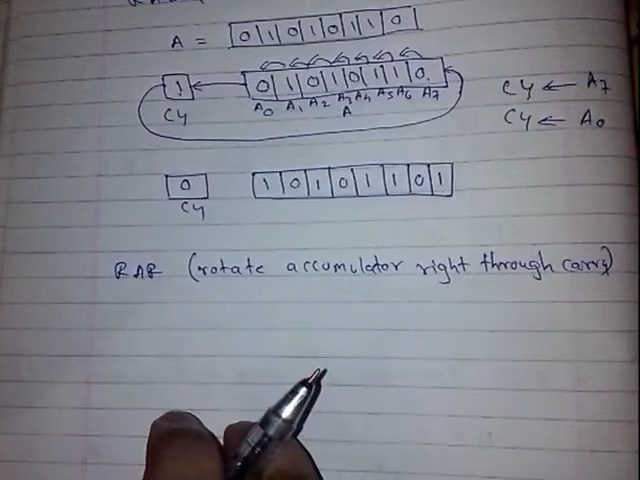 A = 0 1 0 1 0 1 1 0
1 0 1 0 1 0 1 1 0 CY ← A7
CY A0 A1 A2 A3 A4 A5 A6 A7
A CY ← A0
0 1 0 1 0 1 1 0 1
CY
RAR (rotate accumulator right through carry)